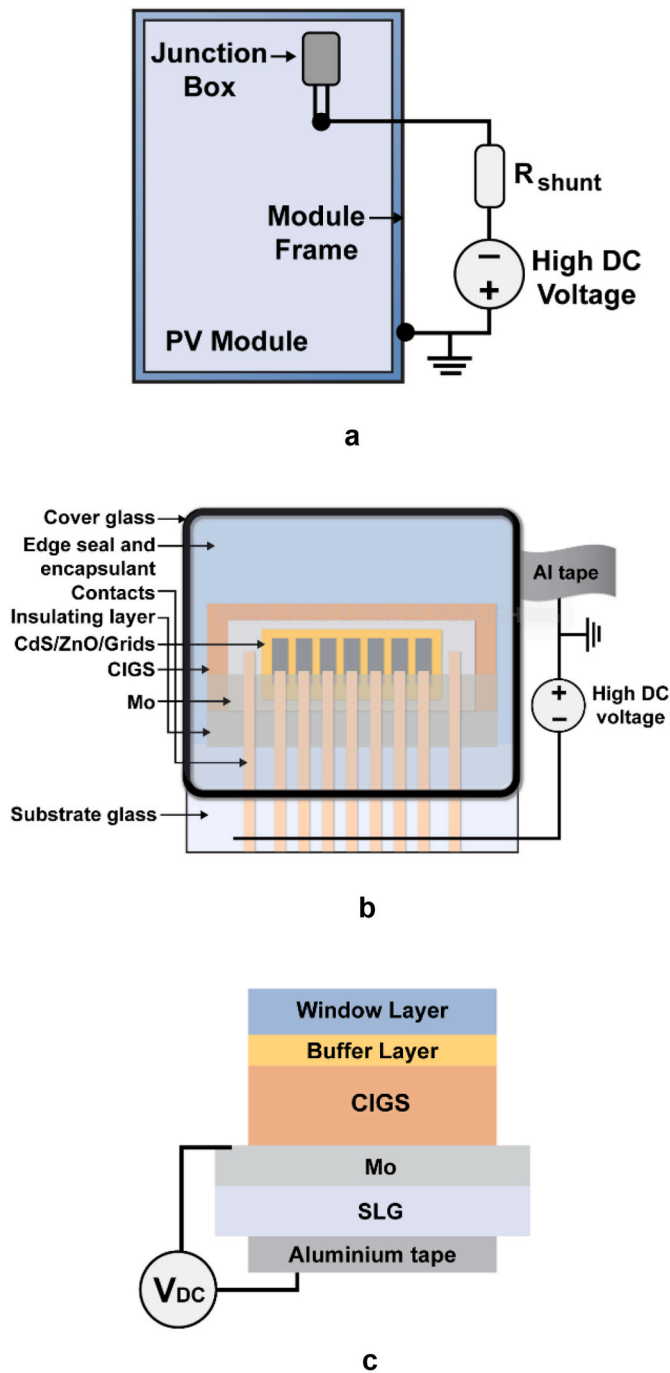 Junction
Box
R shunt
Module
Frame
−
+
High DC
Voltage
PV Module
a
Cover glass
Edge seal and
encapsulant
Contacts
Insulating layer
CdS/ZnO/Grids
CIGS
Mo
Substrate glass
Al tape
+
−
High DC
voltage
b
Window Layer
Buffer Layer
CIGS
Mo
SLG
Aluminium tape
VDC
c